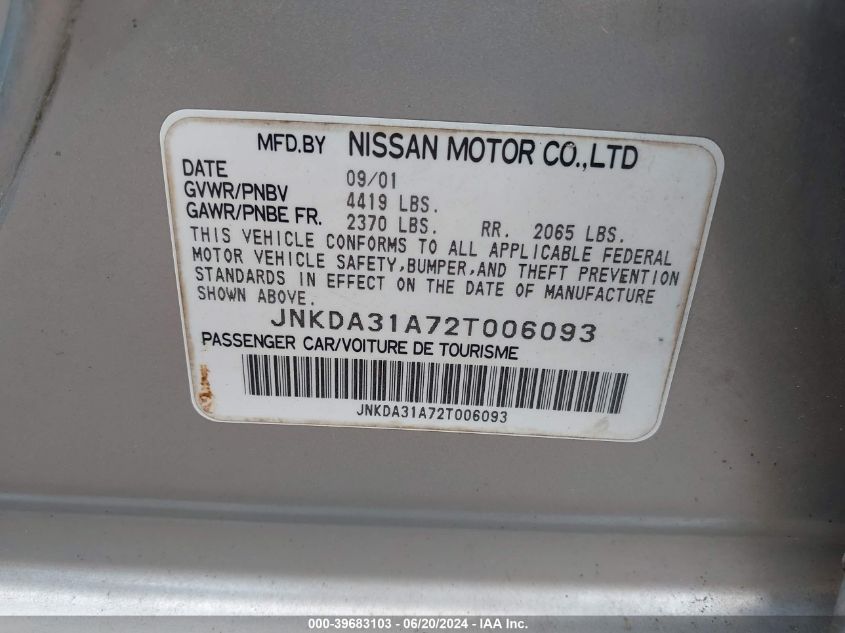 MFD.BY NISSAN MOTOR CO.,LTD
DATE 09/01
GVWR/PNBV 4419 LBS.
GAWR/PNBE FR. 2370 LBS. RR. 2065 LBS.
THIS VEHICLE CONFORMS TO ALL APPLICABLE FEDERAL
MOTOR VEHICLE SAFETY,BUMPER,AND THEFT PREVENTION
STANDARDS IN EFFECT ON THE DATE OF MANUFACTURE
SHOWN ABOVE.
JNKDA31A72T006093
PASSENGER CAR/VOITURE DE TOURISME
JNKDA31A72T006093
000-39683103 - 06/20/2024 - IAA Inc.